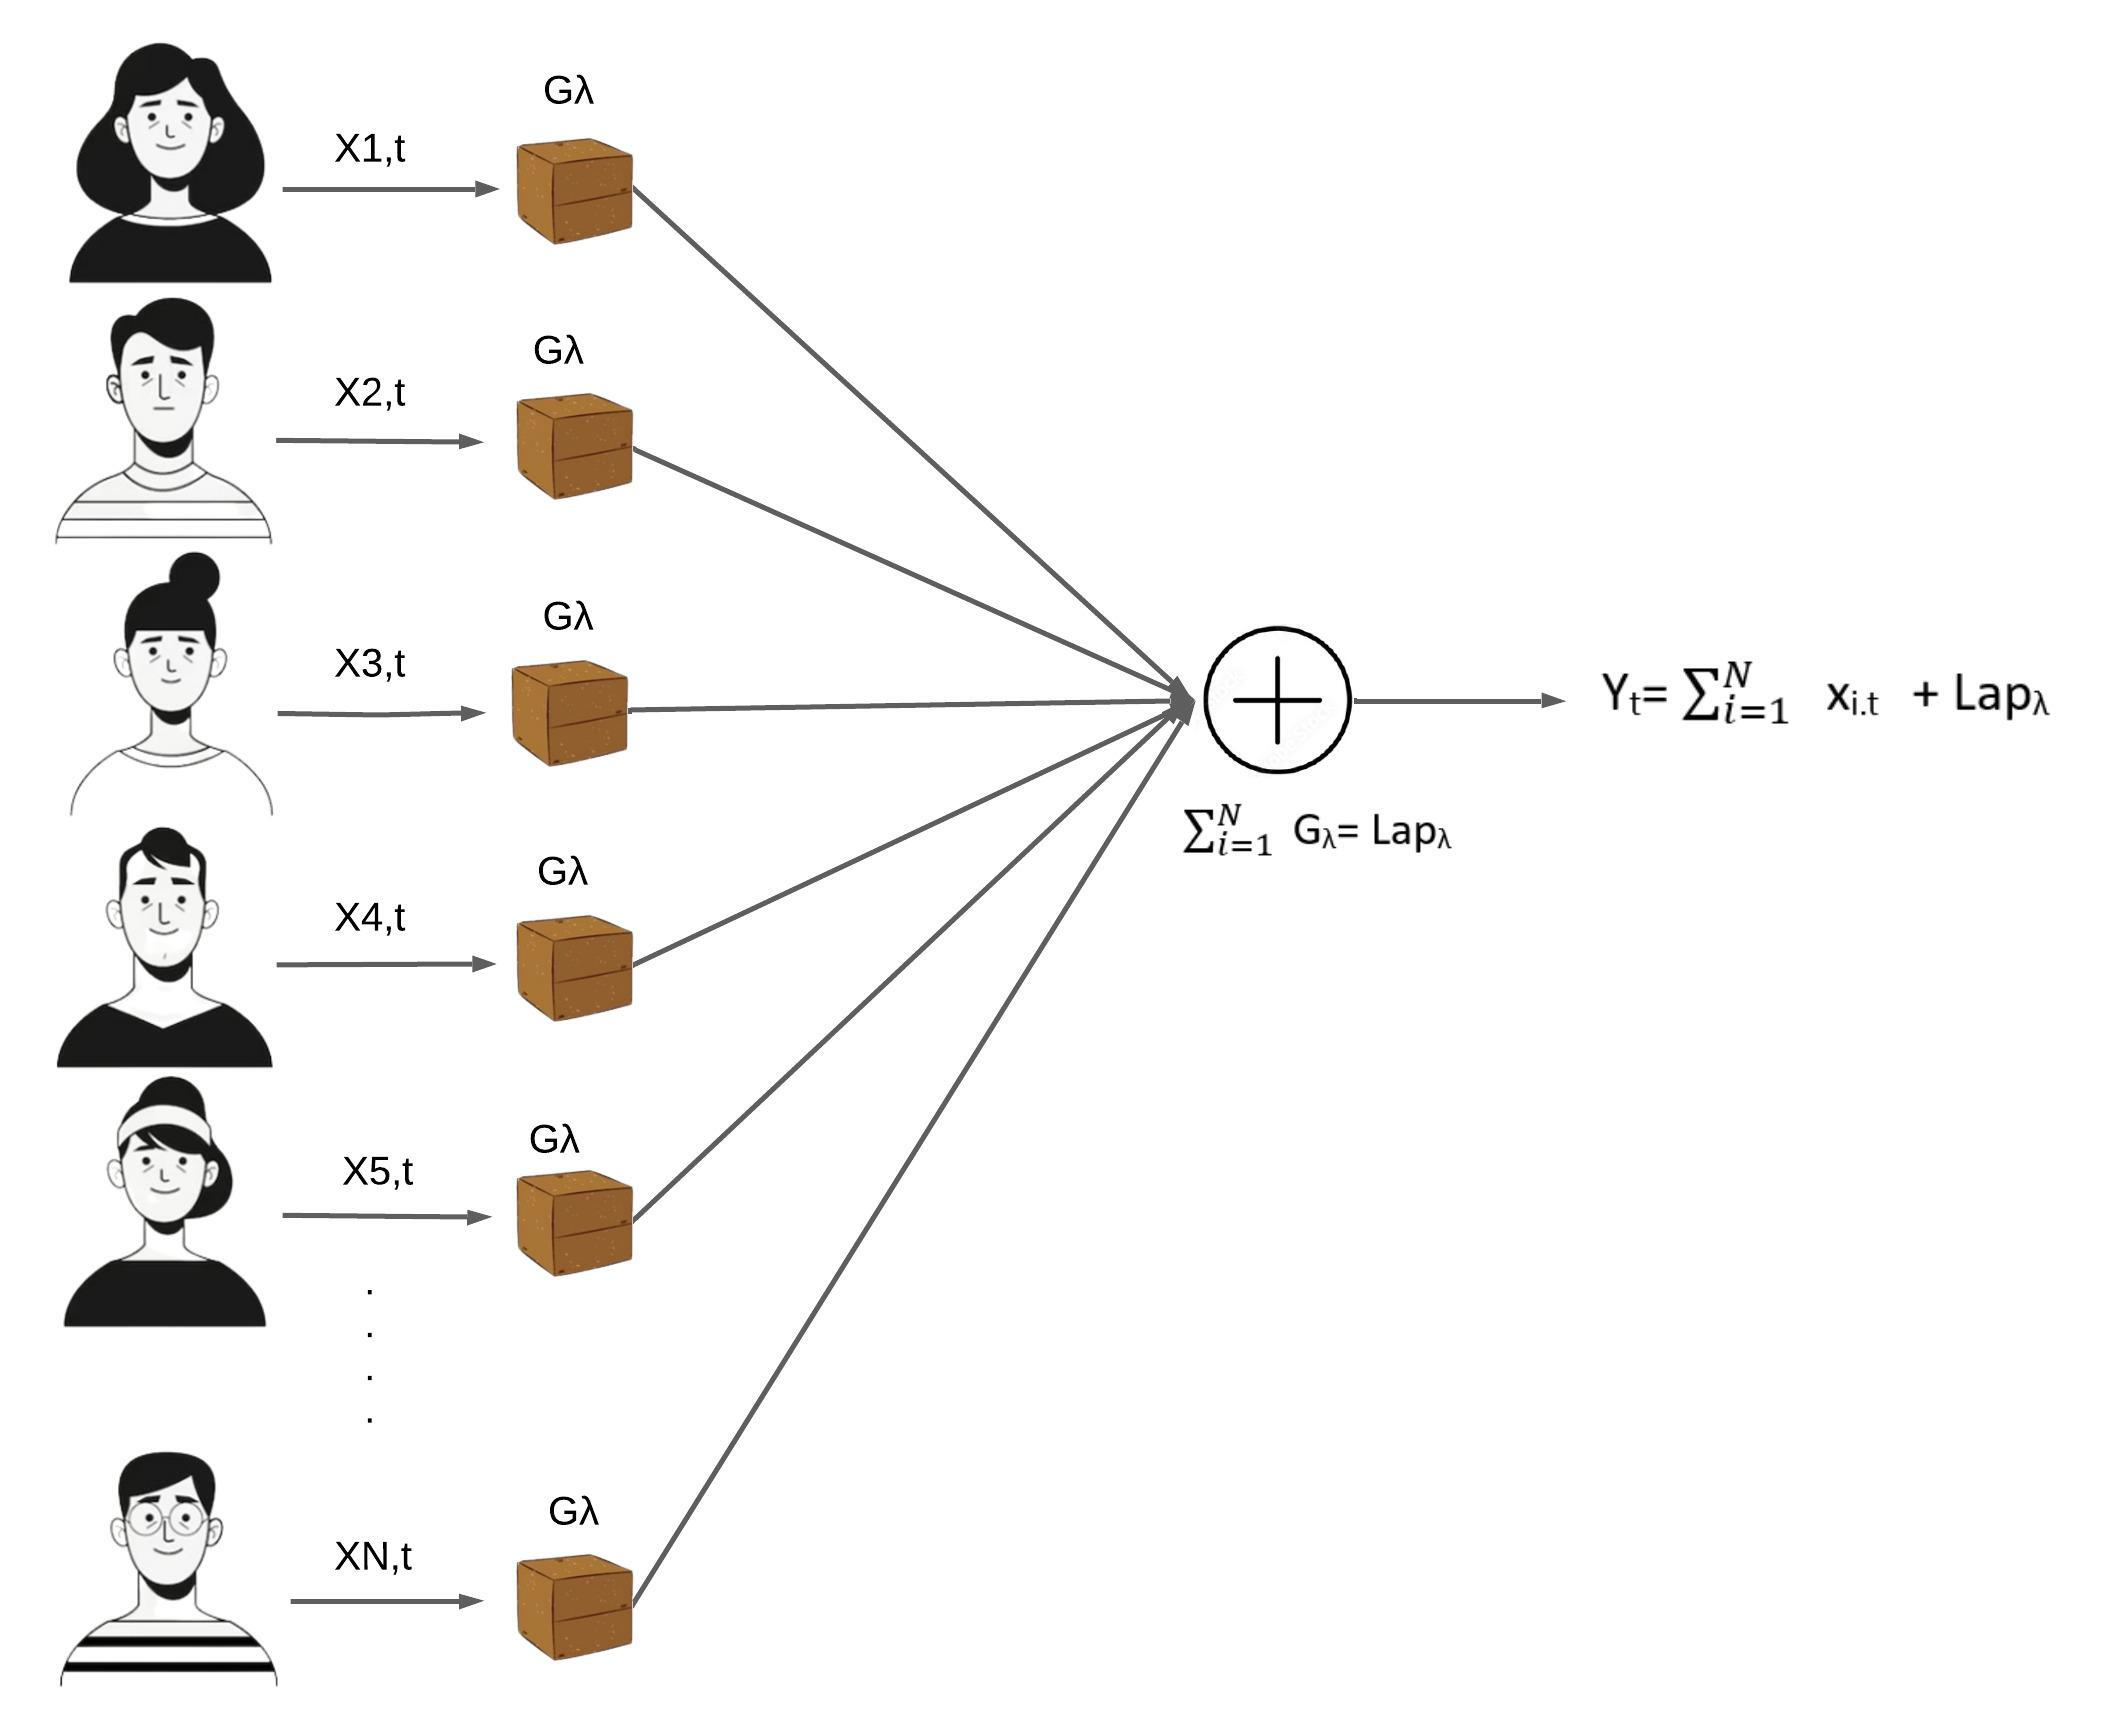 Gλ
X1,t
Gλ
X2,t
Gλ
X3,t
Yt= ∑_{i=1}^{N} xi.t + Lapλ
∑_{i=1}^{N} Gλ= Lapλ
Gλ
X4,t
Gλ
X5,t
.
.
.
.
Gλ
XN,t